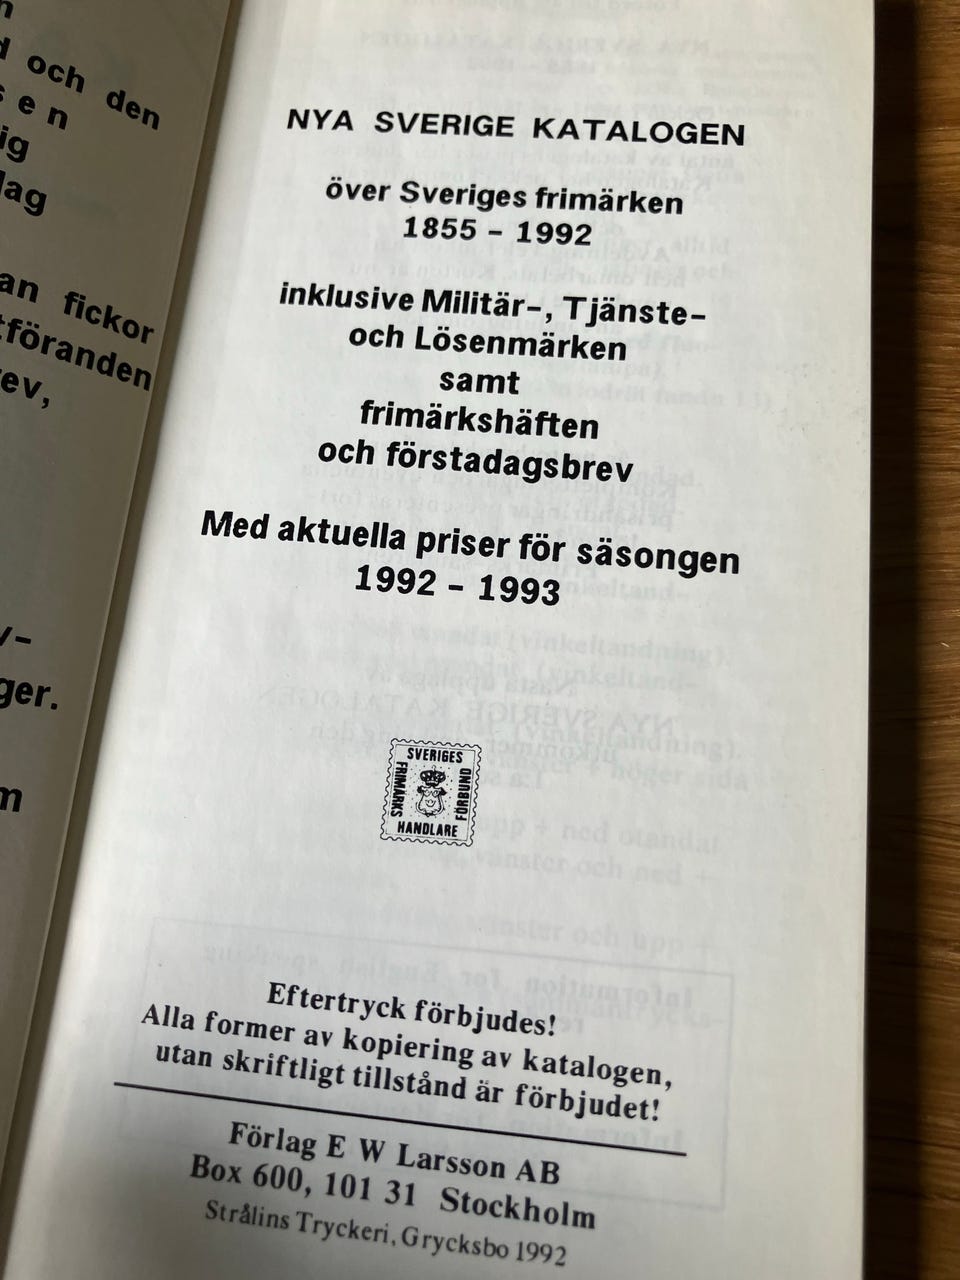 och den
s e n
ig
lag
an fickor
tföranden
ev,
v-
ger.
m
NYA SVERIGE KATALOGEN
över Sveriges frimärken
1855 - 1992
inklusive Militär-, Tjänste-
och Lösenmärken
samt
frimärkshäften
och förstadagsbrev
Med aktuella priser för säsongen
1992 - 1993
SVERIGES
FRIMÄRKS
FÖRBUND
HANDLARE
Eftertryck förbjudes!
Alla former av kopiering av katalogen,
utan skriftligt tillstånd är förbjudet!
Förlag E W Larsson AB
Box 600, 101 31 Stockholm
Strålins Tryckeri, Grycksbo 1992